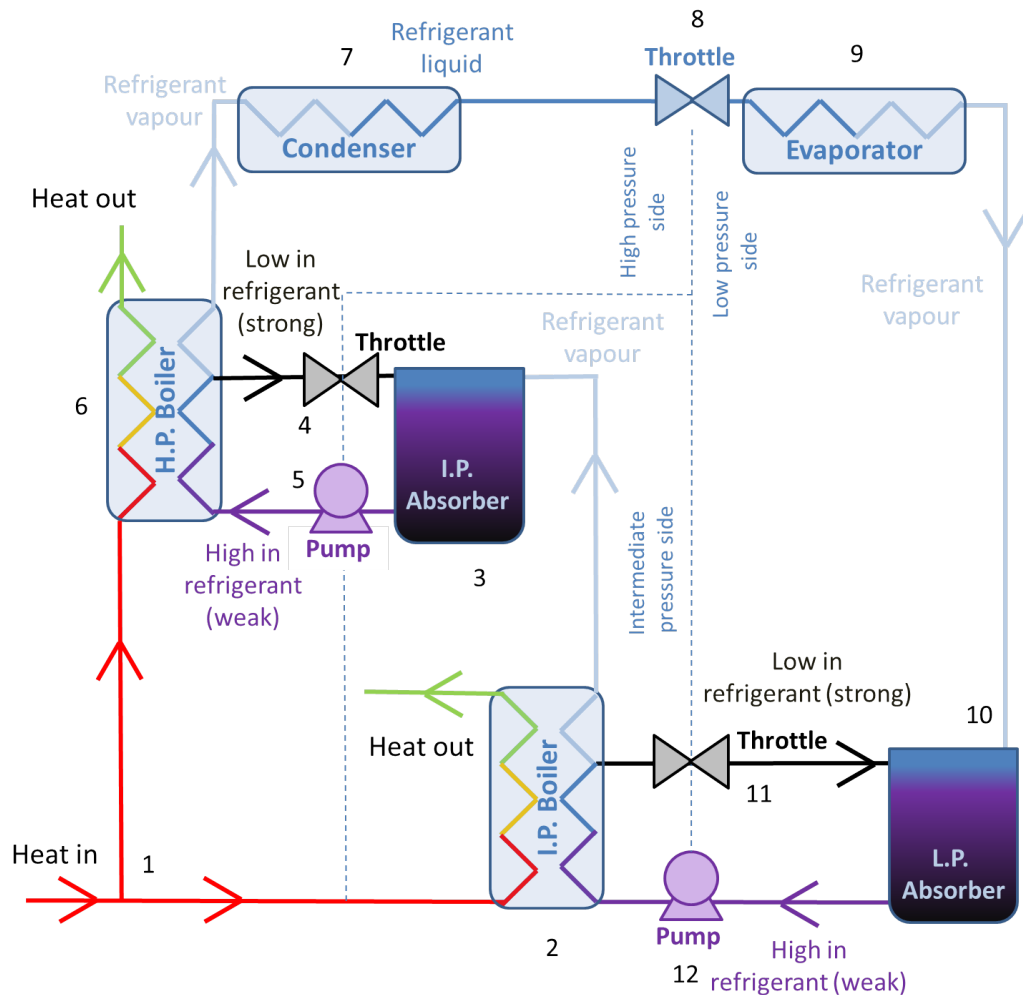 8
7
Refrigerant
liquid
Throttle
9
Refrigerant
vapour
Condenser
Evaporator
Heat out
High pressure
side
Low pressure
side
Low in
refrigerant
(strong)
Refrigerant
vapour
Refrigerant
vapour
Throttle
6
H.P. Boiler
4
5
I.P.
Absorber
Pump
High in
refrigerant
(weak)
3
Intermediate
pressure side
Low in
refrigerant (strong)
10
Heat out
Throttle
I.P. Boiler
11
Heat in
1
L.P.
Absorber
Pump
2
12
High in
refrigerant (weak)